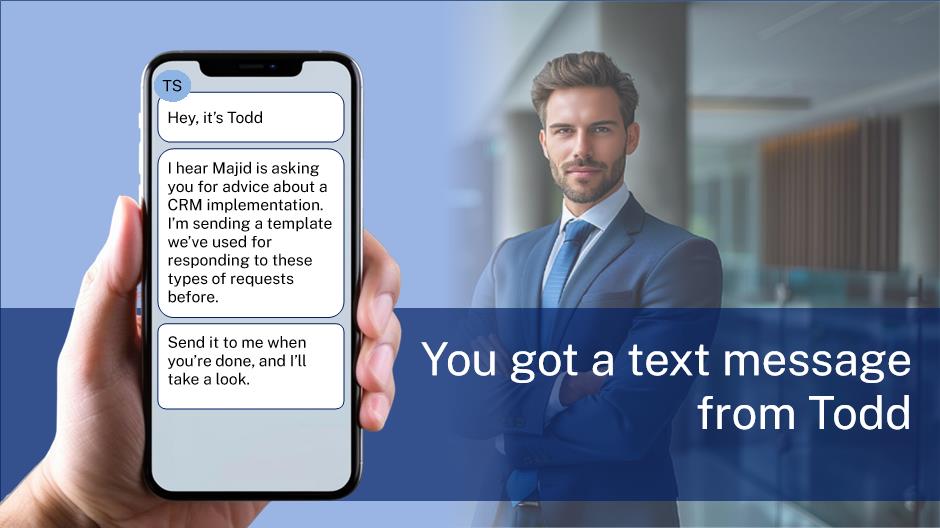 TS
Hey, it's Todd
I hear Majid is asking
you for advice about a
CRM implementation.
I'm sending a template
we've used for
responding to these
types of requests
before.
Send it to me when
you're done, and I'll
take a look.
You got a text message
from Todd